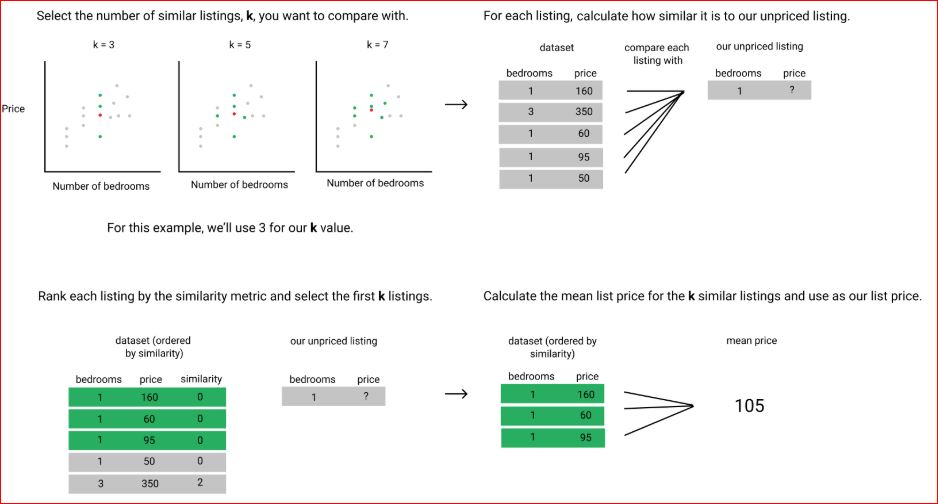 Select the number of similar listings, k, you want to compare with.
k = 3
k = 5
k = 7
Price
Number of bedrooms
Number of bedrooms
Number of bedrooms
For this example, we'll use 3 for our k value.
For each listing, calculate how similar it is to our unpriced listing.
dataset
compare each
listing with
our unpriced listing
bedrooms price
bedrooms price
1 160
1 ?
3 350
1 60
1 95
1 50
Rank each listing by the similarity metric and select the first k listings.
dataset (ordered
by similarity)
our unpriced listing
bedrooms price similarity
bedrooms price
1 160 0
1 ?
1 60 0
1 95 0
1 50 0
3 350 2
Calculate the mean list price for the k similar listings and use as our list price.
dataset (ordered by
similarity)
mean price
bedrooms price
1 160
1 60
1 95
105